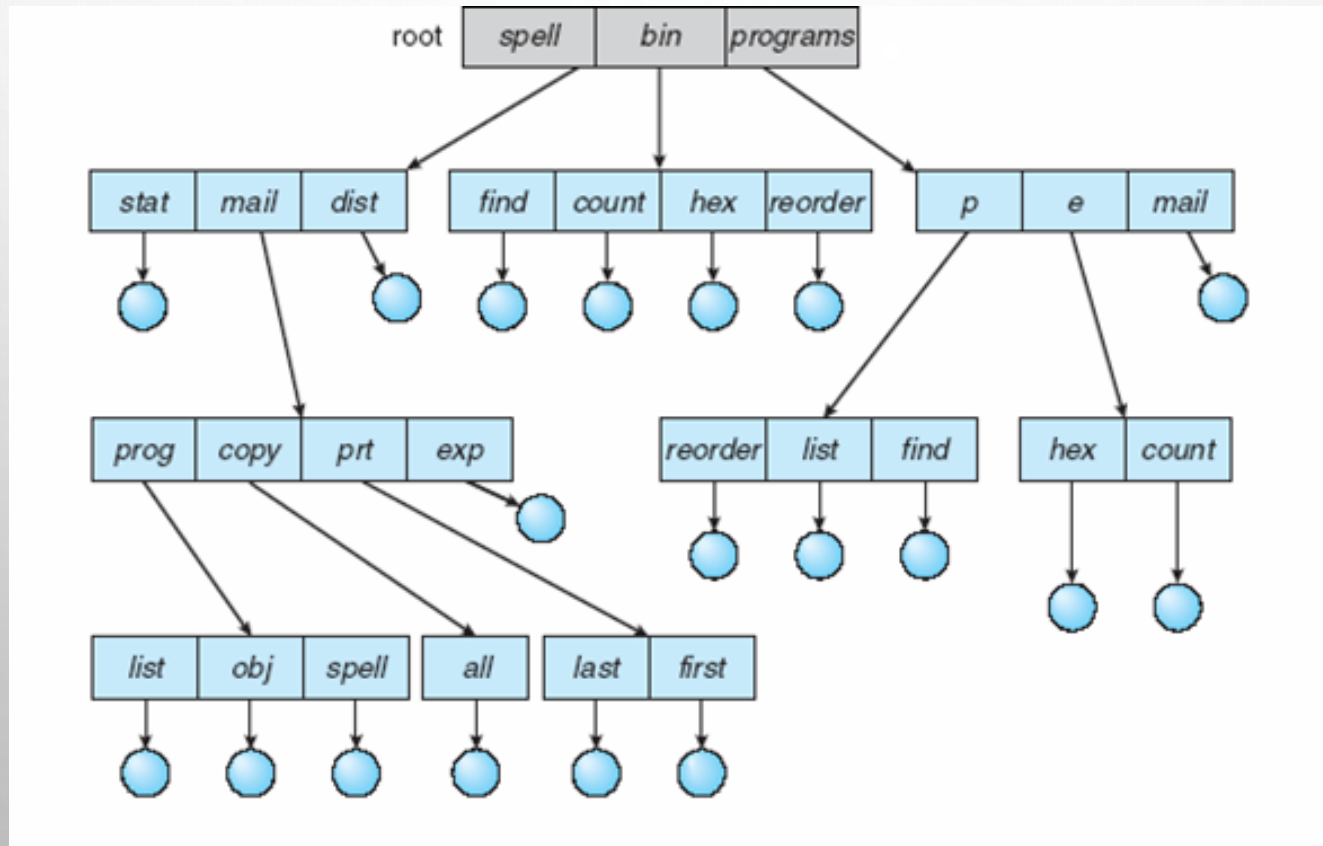 root spell bin programs
stat mail dist find count hex reorder p e mail
prog copy prt exp reorder list find hex count
list obj spell all last first